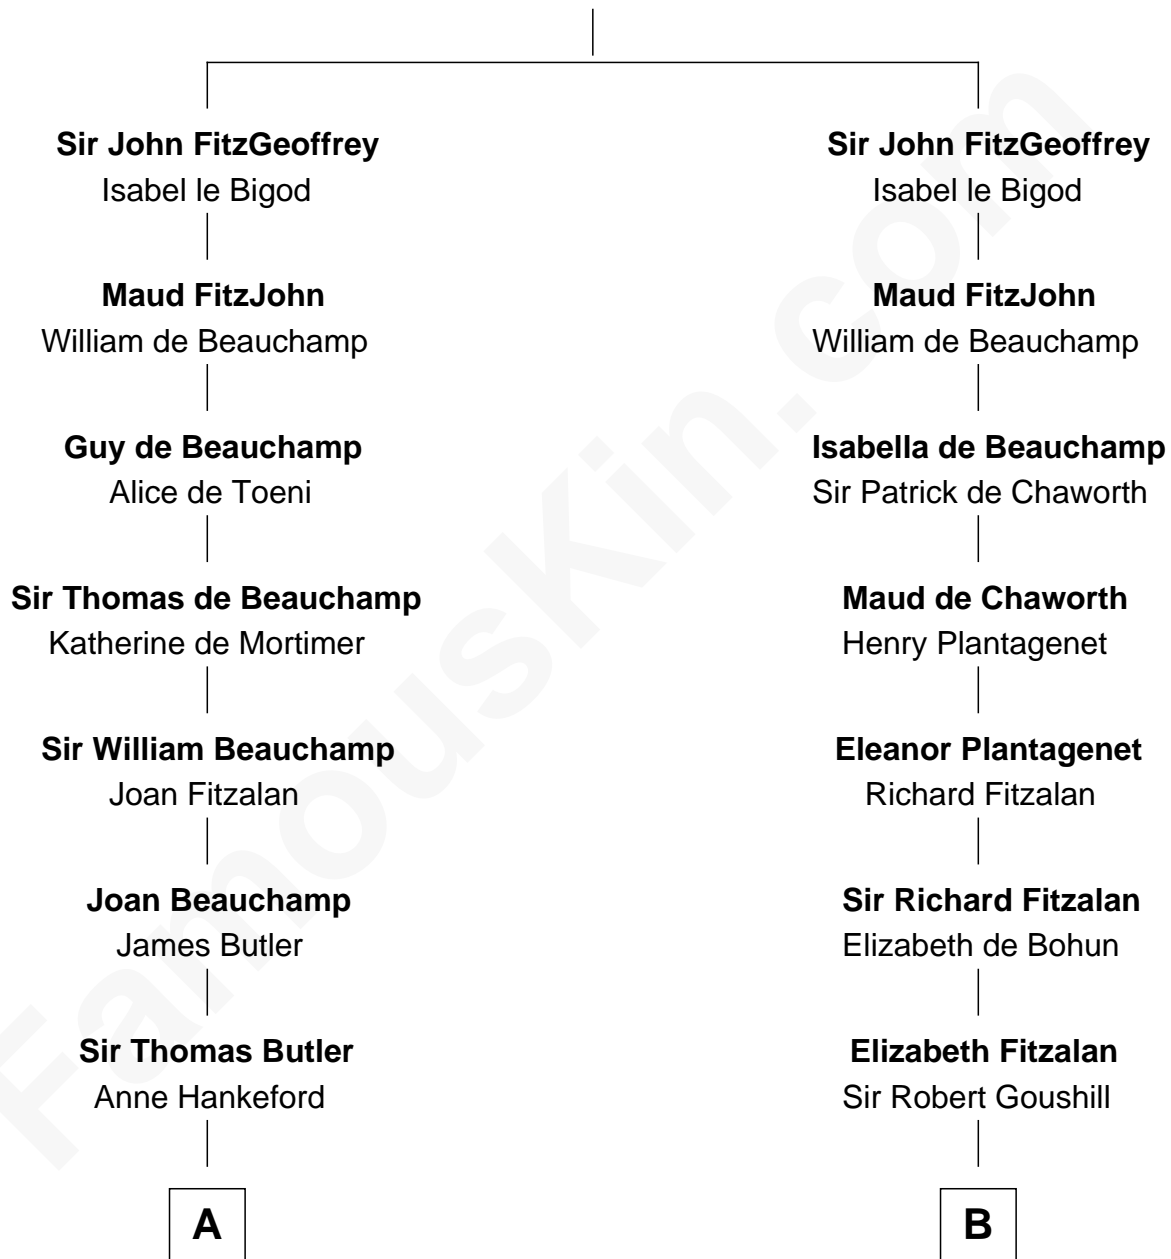 Sir John FitzGeoffrey
Isabel le Bigod
Maud FitzJohn
William de Beauchamp
Guy de Beauchamp
Alice de Toeni
Sir Thomas de Beauchamp
Katherine de Mortimer
Sir William Beauchamp
Joan Fitzalan
Joan Beauchamp
James Butler
Sir Thomas Butler
Anne Hankeford
A
Sir John FitzGeoffrey
Isabel le Bigod
Maud FitzJohn
William de Beauchamp
Isabella de Beauchamp
Sir Patrick de Chaworth
Maud de Chaworth
Henry Plantagenet
Eleanor Plantagenet
Richard Fitzalan
Sir Richard Fitzalan
Elizabeth de Bohun
Elizabeth Fitzalan
Sir Robert Goushill
B
FamousKin.com